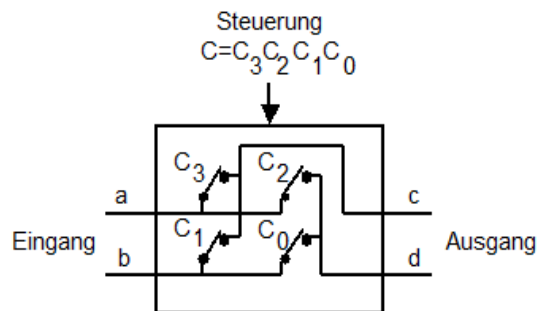 Steuerung
C=C₃C₂C₁C₀
C₃ C₂
a c
Eingang C₁ C₀ Ausgang
b d